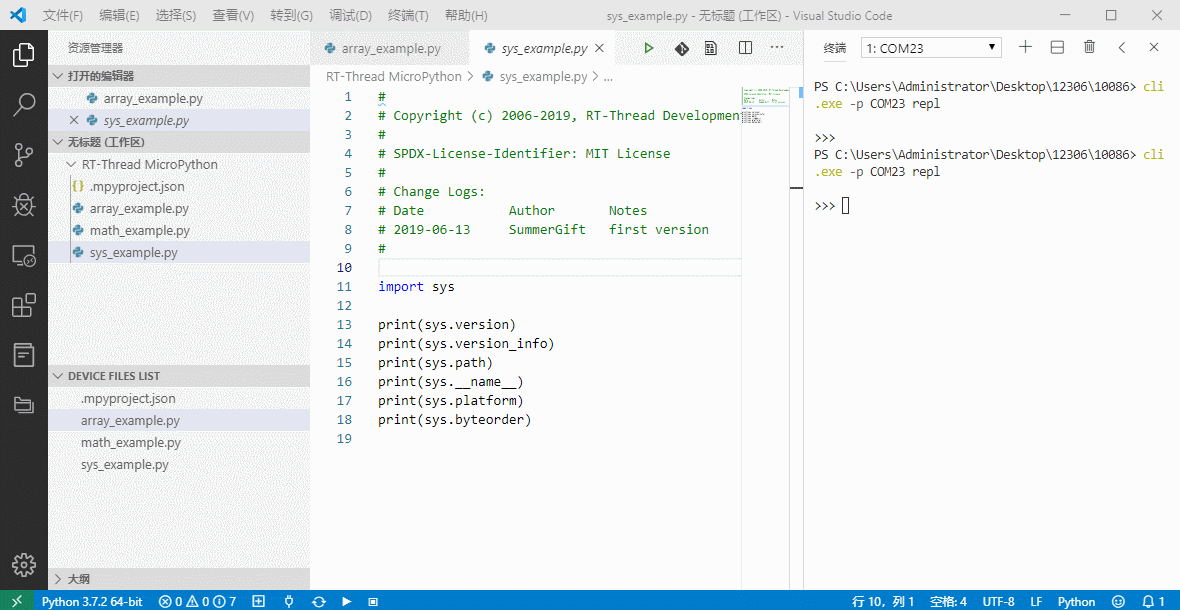 文件(F) 编辑(E) 选择(S) 查看(V) 转到(G) 调试(D) 终端(T) 帮助(H) sys_example.py - 无标题 (工作区) - Visual Studio Code
资源管理器
打开的编辑器
array_example.py
sys_example.py
无标题 (工作区)
RT-Thread MicroPython
{} .mpyproject.json
array_example.py
math_example.py
sys_example.py
DEVICE FILES LIST
.mpyproject.json
array_example.py
math_example.py
sys_example.py
大纲
array_example.py sys_example.py
RT-Thread MicroPython > sys_example.py > ...
1 #
2 # Copyright (c) 2006-2019, RT-Thread Developmen
3 #
4 # SPDX-License-Identifier: MIT License
5 #
6 # Change Logs:
7 # Date           Author       Notes
8 # 2019-06-13     SummerGift   first version
9 #
10
11 import sys
12
13 print(sys.version)
14 print(sys.version_info)
15 print(sys.path)
16 print(sys.__name__)
17 print(sys.platform)
18 print(sys.byteorder)
19
终端 1: COM23
PS C:\Users\Administrator\Desktop\12306\10086> cli
.exe -p COM23 repl
>>>
PS C:\Users\Administrator\Desktop\12306\10086> cli
.exe -p COM23 repl
>>>
Python 3.7.2 64-bit 0 0 7 行 10，列 1 空格: 4 UTF-8 LF Python 1